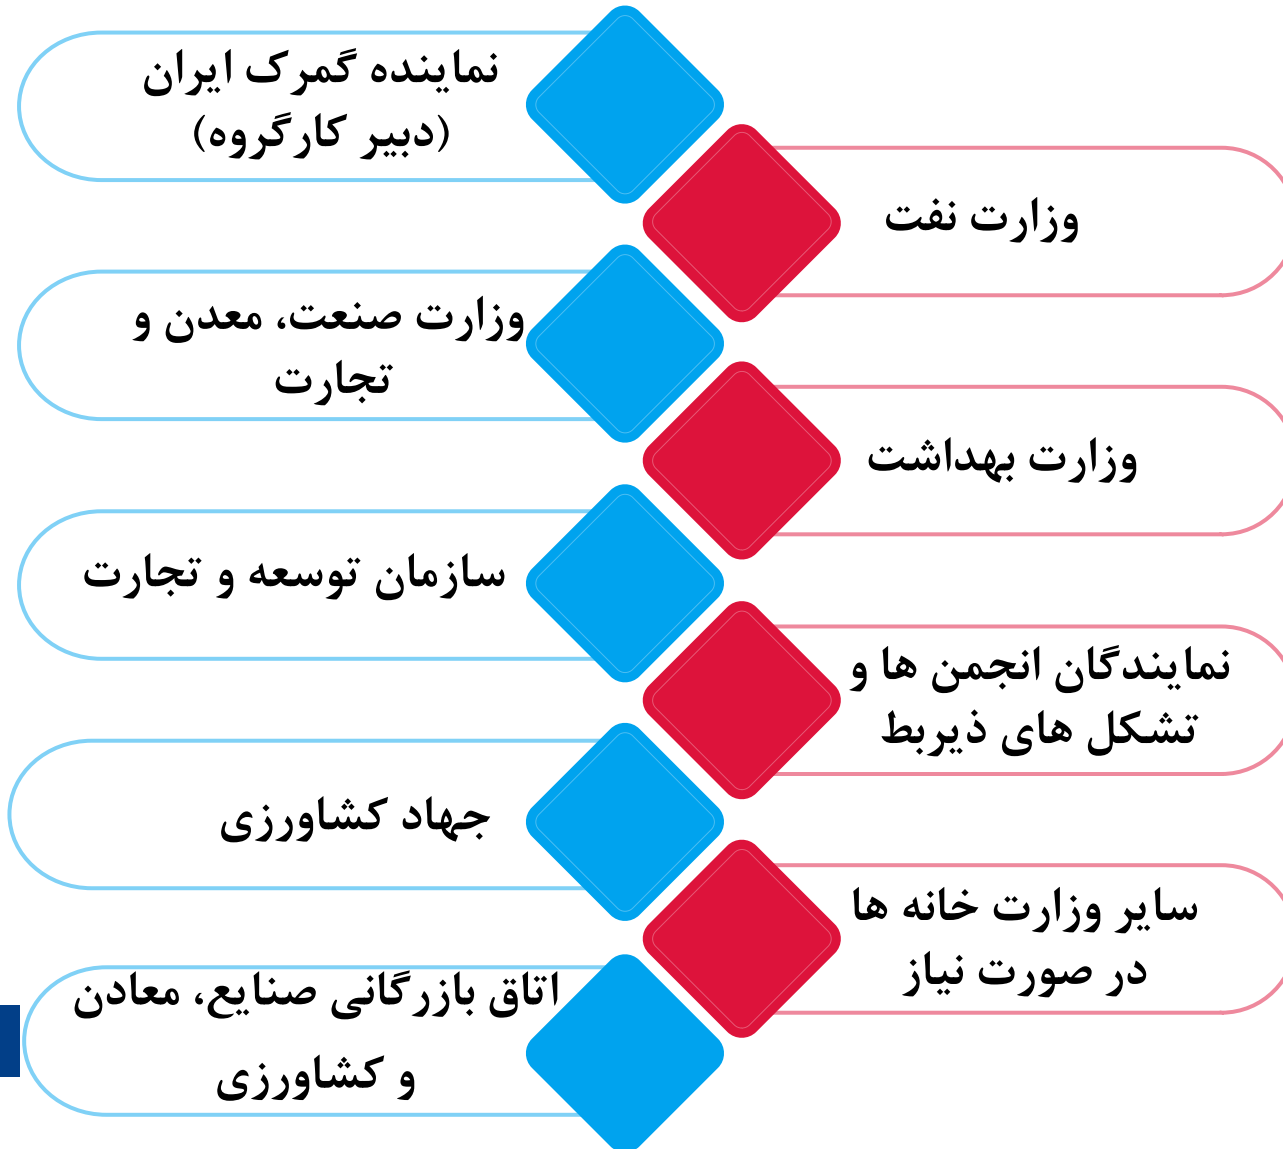 نماینده گمرک ایران
(دبیر کارگروه)
وزارت نفت
وزارت صنعت، معدن و
تجارت
وزارت بهداشت
سازمان توسعه و تجارت
نمایندگان انجمن ها و
تشکل های ذیربط
جهاد کشاورزی
سایر وزارت خانه ها
در صورت نیاز
اتاق بازرگانی صنایع، معادن
و کشاورزی